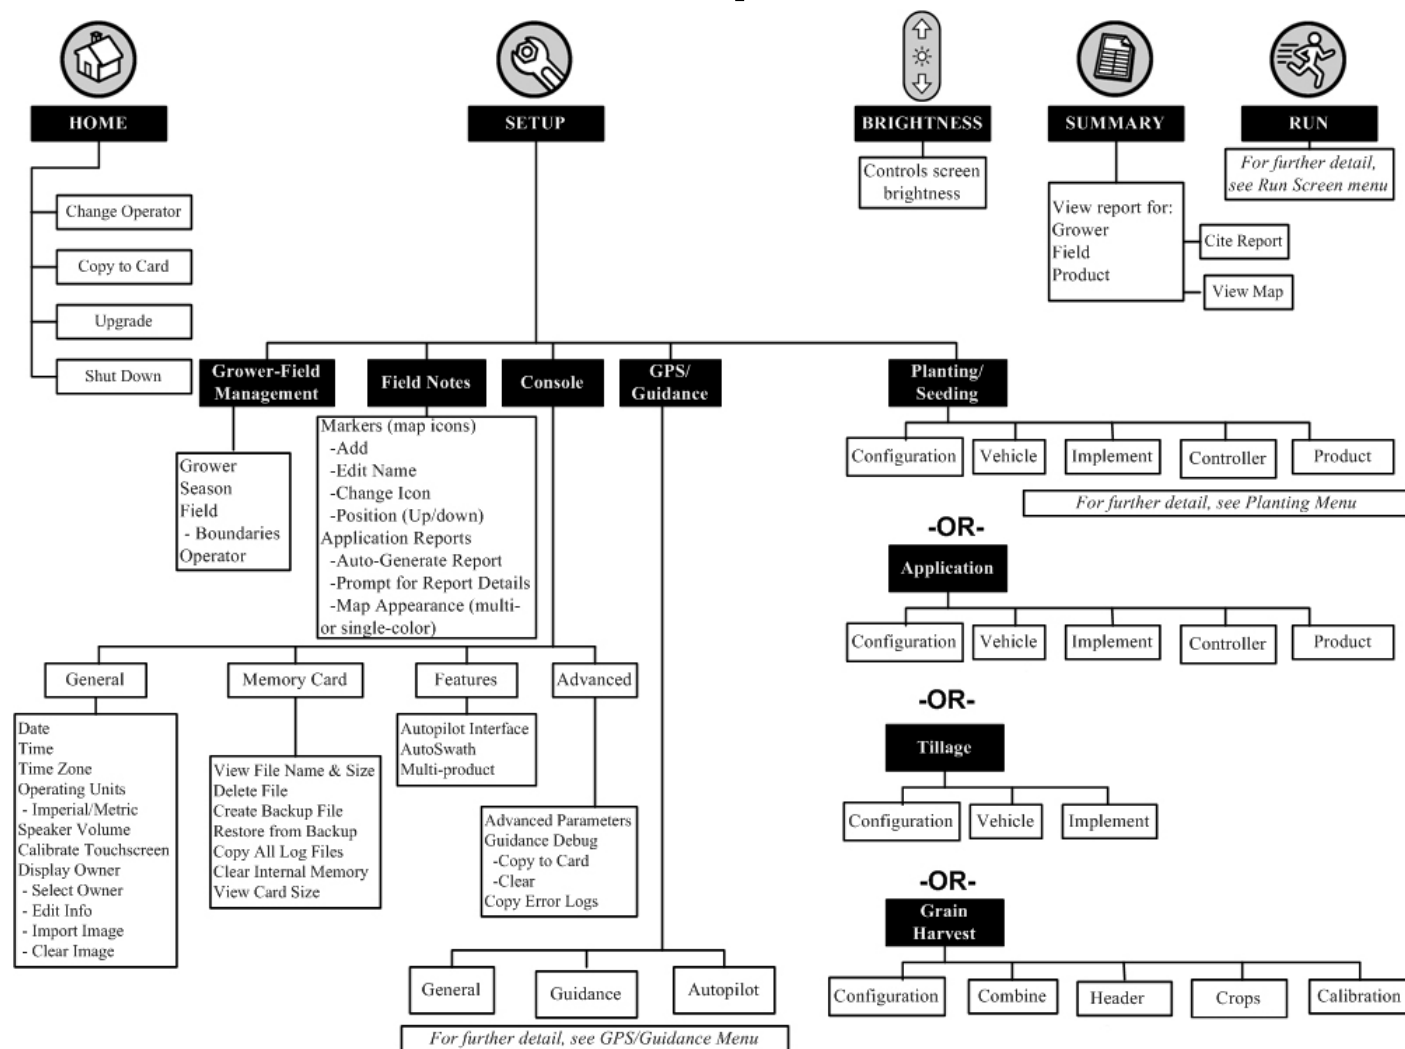 HOME
SETUP
BRIGHTNESS
SUMMARY
RUN
Controls screen
brightness
For further detail,
see Run Screen menu
View report for:
Grower
Field
Product
Cite Report
View Map
Change Operator
Copy to Card
Upgrade
Shut Down
Grower-Field
Management
Field Notes
Console
GPS/
Guidance
Planting/
Seeding
Grower
Season
Field
- Boundaries
Operator
Markers (map icons)
-Add
-Edit Name
-Change Icon
-Position (Up/down)
Application Reports
-Auto-Generate Report
-Prompt for Report Details
-Map Appearance (multi-
or single-color)
Configuration
Vehicle
Implement
Controller
Product
For further detail, see Planting Menu
-OR-
Application
Configuration
Vehicle
Implement
Controller
Product
-OR-
Tillage
Configuration
Vehicle
Implement
-OR-
Grain
Harvest
Configuration
Combine
Header
Crops
Calibration
General
Memory Card
Features
Advanced
Date
Time
Time Zone
Operating Units
- Imperial/Metric
Speaker Volume
Calibrate Touchscreen
Display Owner
- Select Owner
- Edit Info
- Import Image
- Clear Image
View File Name & Size
Delete File
Create Backup File
Restore from Backup
Copy All Log Files
Clear Internal Memory
View Card Size
Autopilot Interface
AutoSwath
Multi-product
Advanced Parameters
Guidance Debug
-Copy to Card
-Clear
Copy Error Logs
General
Guidance
Autopilot
For further detail, see GPS/Guidance Menu